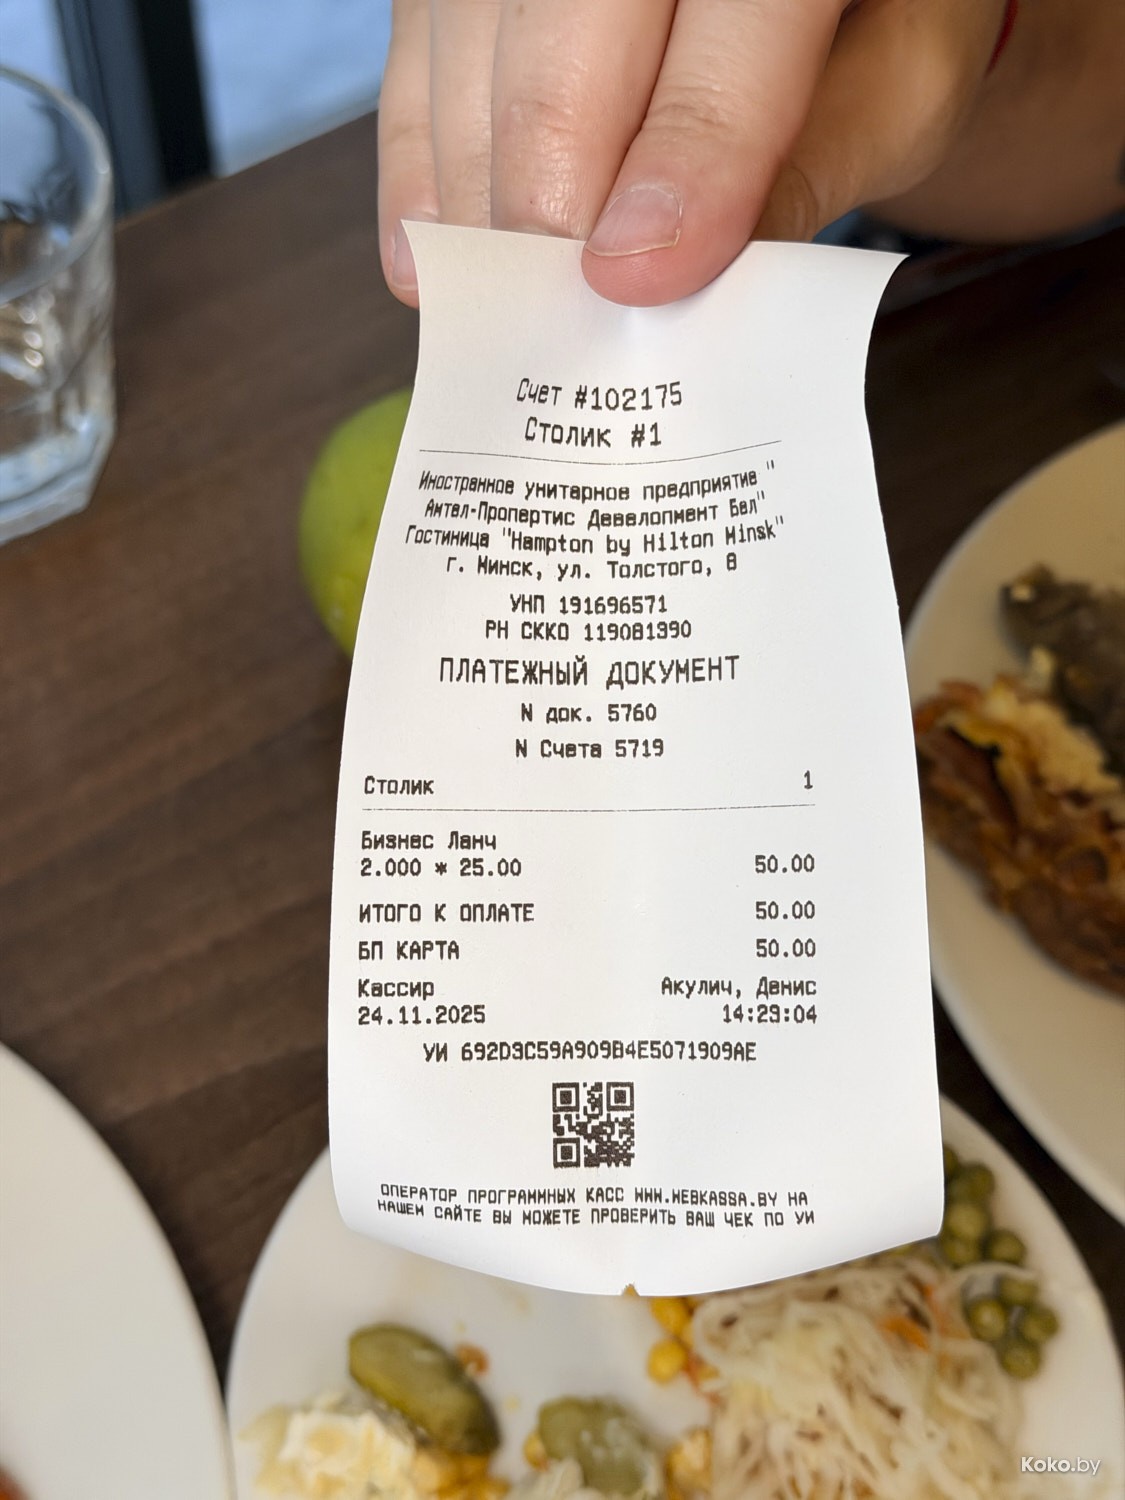 Счет #102175
Столик #1
Иностранное унитарное предприятие "
Амтел-Пропертис Девелопмент Бел"
Гостиница "Hampton by Hilton Minsk"
г. Минск, ул. Толстого, 8
УНП 191696571
РН СККО 119081390
ПЛАТЕЖНЫЙ ДОКУМЕНТ
N док. 5760
N Счета 5719
Столик 1
Бизнес Ланч
2.000 * 25.00 50.00
ИТОГО К ОПЛАТЕ 50.00
БП КАРТА 50.00
Кассир Акулич, Денис
24.11.2025 14:29:04
УИ 692D3C59A909B4E5071909AE
ОПЕРАТОР ПРОГРАММНЫХ КАСС WWW.WEBKASSA.BY НА
НАШЕМ САЙТЕ ВЫ МОЖЕТЕ ПРОВЕРИТЬ ВАШ ЧЕК ПО УИ
Koko.by